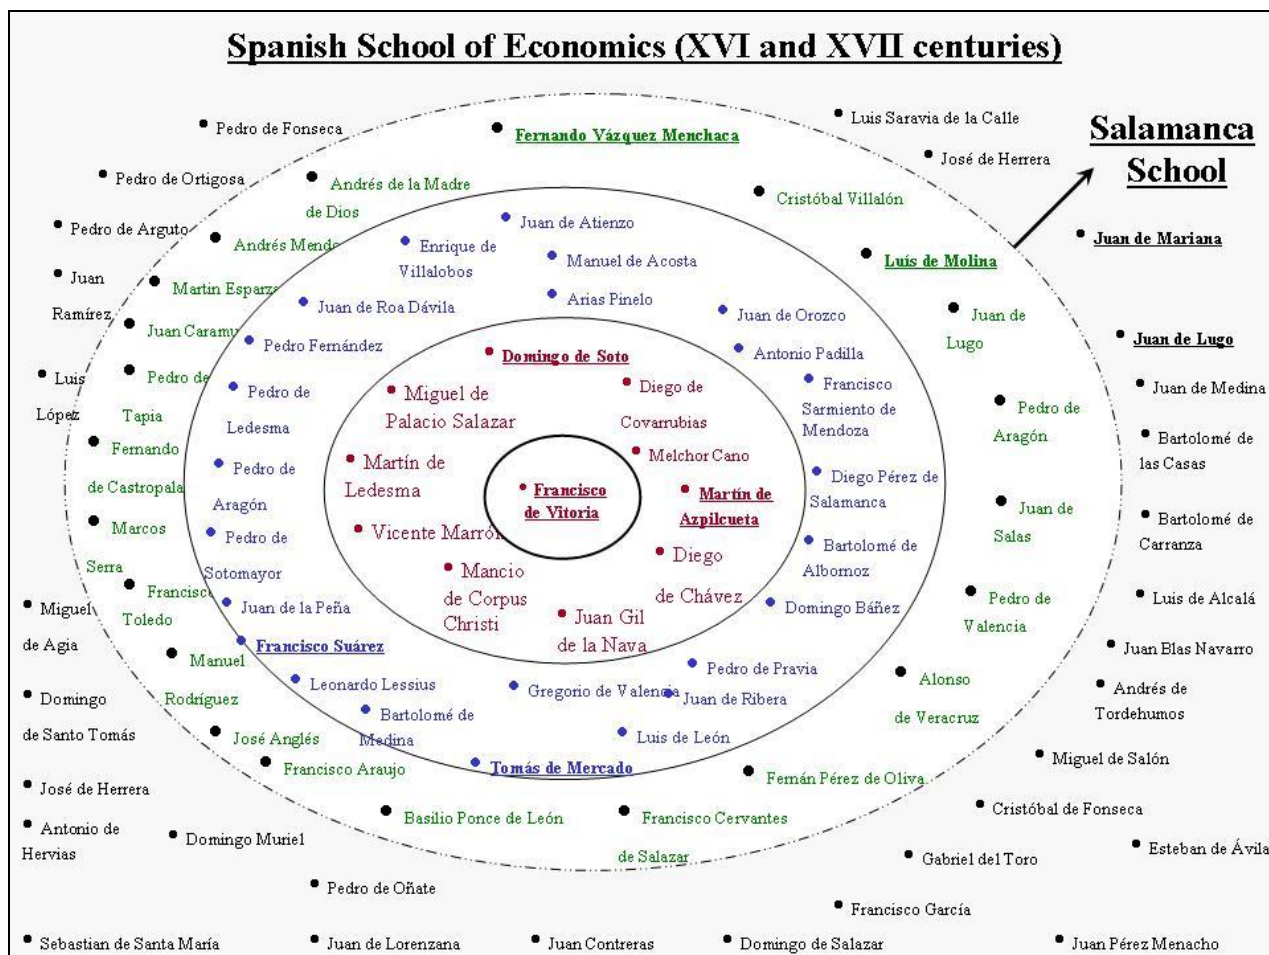 Spanish School of Economics (XVI and XVII centuries)
Pedro de Fonseca
Fernando Vázquez Menchaca
Luis Saravia de la Calle
Salamanca
School
José de Herrera
Pedro de Ortigosa
Andrés de la Madre
de Dios
Cristóbal Villalón
Pedro de Arguto
Andrés Mendo
Juan de Atienzo
Enrique de
Villalobos
Manuel de Acosta
Luís de Molina
Juan de Mariana
Juan
Ramírez
Martin Esparza
Juan de Roa Dávila
Arias Pinelo
Juan de Orozco
Juan de
Lugo
Juan Caramu
Pedro Fernández
Domingo de Soto
Antonio Padilla
Juan de Lugo
Luis
López
Pedro de
Tapia
Pedro de
Ledesma
Miguel de
Palacio Salazar
Diego de
Covarrubias
Francisco
Sarmiento de
Mendoza
Pedro de
Aragón
Juan de Medina
Fernando
de Castropala
Pedro de
Aragón
Martín de
Ledesma
Melchor Cano
Diego Pérez de
Salamanca
Bartolomé de
las Casas
Francisco
de Vitoria
Martín de
Azpilcueta
Juan de
Salas
Marcos
Serra
Pedro de
Sotomayor
Vicente Marrón
Bartolomé de
Albornoz
Bartolomé de
Carranza
Francisco
Toledo
Juan de la Peña
Mancio
de Corpus
Christi
Diego
de Chávez
Domingo Báñez
Pedro de
Valencia
Luis de Alcalá
Miguel
de Agia
Francisco Suárez
Juan Gil
de la Nava
Juan Blas Navarro
Manuel
Rodríguez
Leonardo Lessius
Gregorio de Valencia
Pedro de Pravia
Juan de Ribera
Alonso
de Veracruz
Andrés de
Tordehumos
Domingo
de Santo Tomás
José Anglés
Bartolomé de
Medina
Luis de León
Miguel de Salón
Francisco Araujo
Tomás de Mercado
Fernán Pérez de Oliva.
José de Herrera
Basilio Ponce de León
Francisco Cervantes
de Salazar
Cristóbal de Fonseca
Antonio de
Hervias
Domingo Muriel
Gabriel del Toro
Esteban de Ávila
Pedro de Oñate
Francisco García
Sebastian de Santa María
Juan de Lorenzana
Juan Contreras
Domingo de Salazar
Juan Pérez Menacho